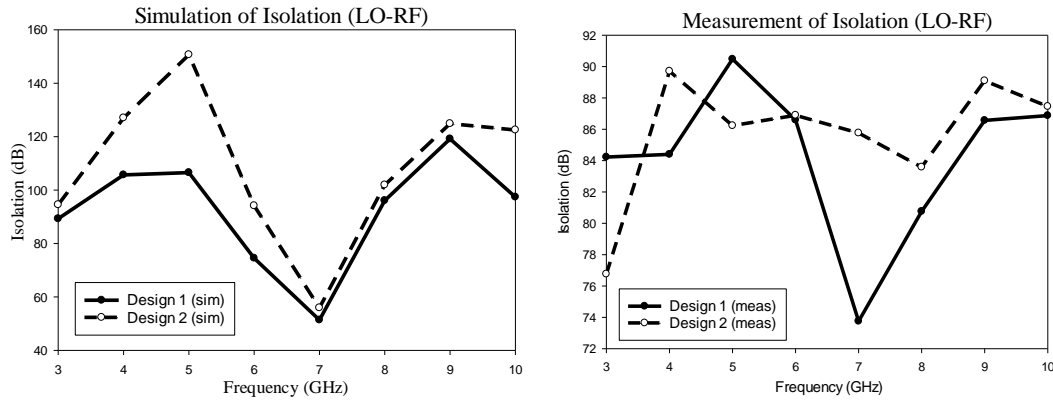 Simulation of Isolation (LO-RF)
160
140
120
100
80
60
40
Isolation (dB)
Design 1 (sim)
Design 2 (sim)
3 4 5 6 7 8 9 10
Frequency (GHz)
Measurement of Isolation (LO-RF)
92
90
88
86
84
82
80
78
76
74
72
Isolation (dB)
Design 1 (meas)
Design 2 (meas)
3 4 5 6 7 8 9 10
Frequency (GHz)